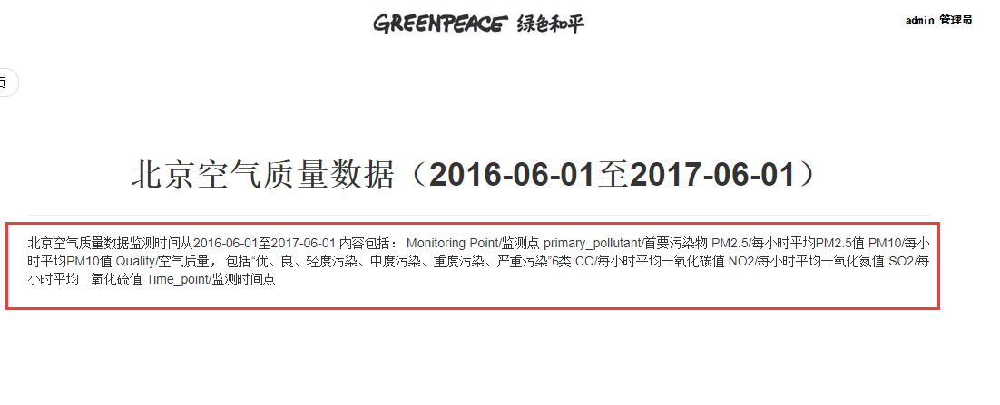 GREENPEACE 绿色和平
admin 管理员
页
北京空气质量数据（2016-06-01至2017-06-01）
北京空气质量数据监测时间从2016-06-01至2017-06-01 内容包括： Monitoring Point/监测点 primary_pollutant/首要污染物 PM2.5/每小时平均PM2.5值 PM10/每小
时平均PM10值 Quality/空气质量， 包括“优、良、轻度污染、中度污染、重度污染、严重污染”6类 CO/每小时平均一氧化碳值 NO2/每小时平均一氧化氮值 SO2/每
小时平均二氧化硫值 Time_point/监测时间点